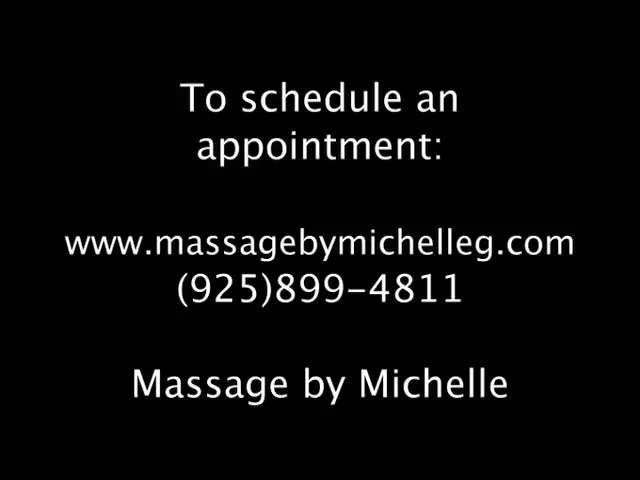 To schedule an
appointment:
www.massagebymichelleg.com
(925)899-4811
Massage by Michelle